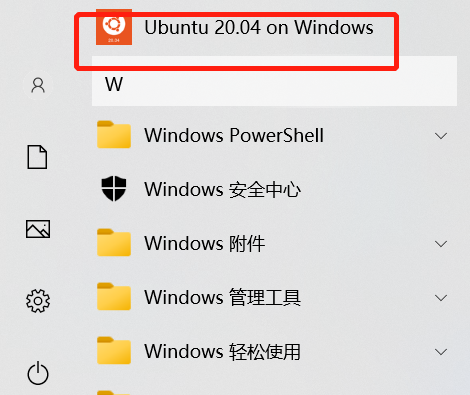 20.04
Ubuntu 20.04 on Windows
W
Windows PowerShell
Windows 安全中心
Windows 附件
Windows 管理工具
Windows 轻松使用